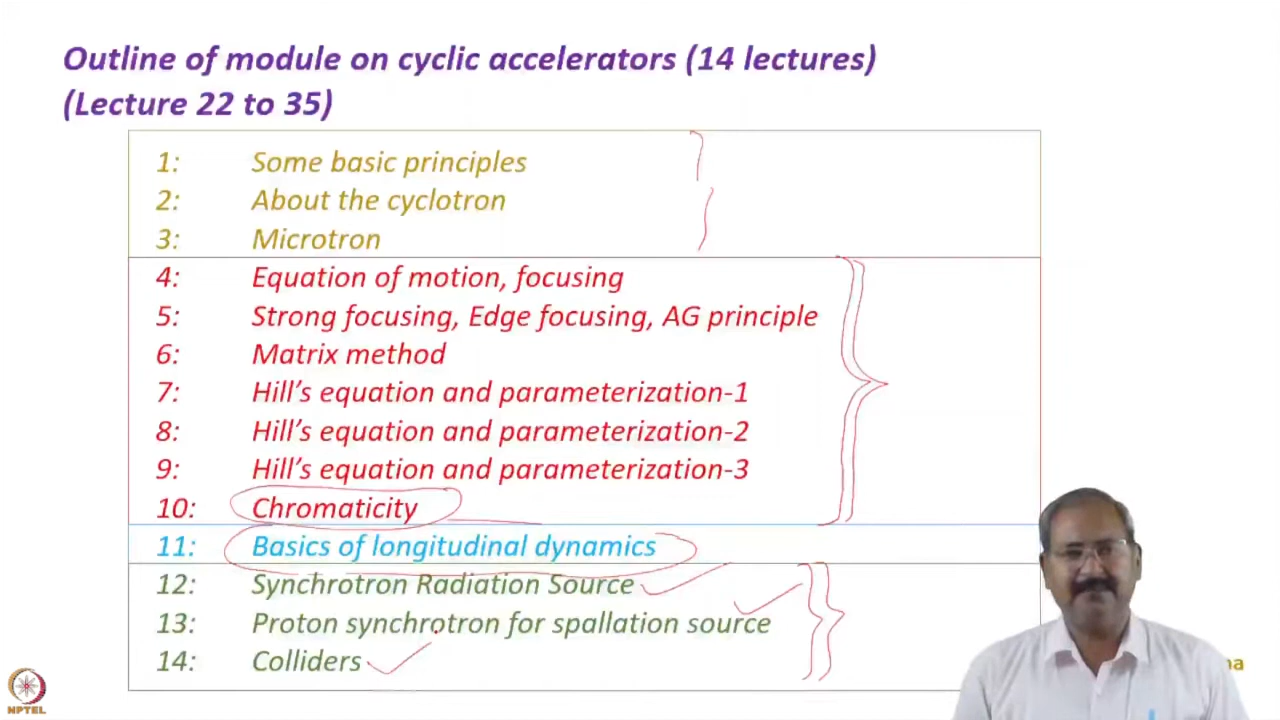 Outline of module on cyclic accelerators (14 lectures)
(Lecture 22 to 35)
1: Some basic principles
2: About the cyclotron
3: Microtron
4: Equation of motion, focusing
5: Strong focusing, Edge focusing, AG principle
6: Matrix method
7: Hill’s equation and parameterization-1
8: Hill’s equation and parameterization-2
9: Hill’s equation and parameterization-3
10: Chromaticity
11: Basics of longitudinal dynamics
12: Synchrotron Radiation Source
13: Proton synchrotron for spallation source
14: Colliders
NPTEL